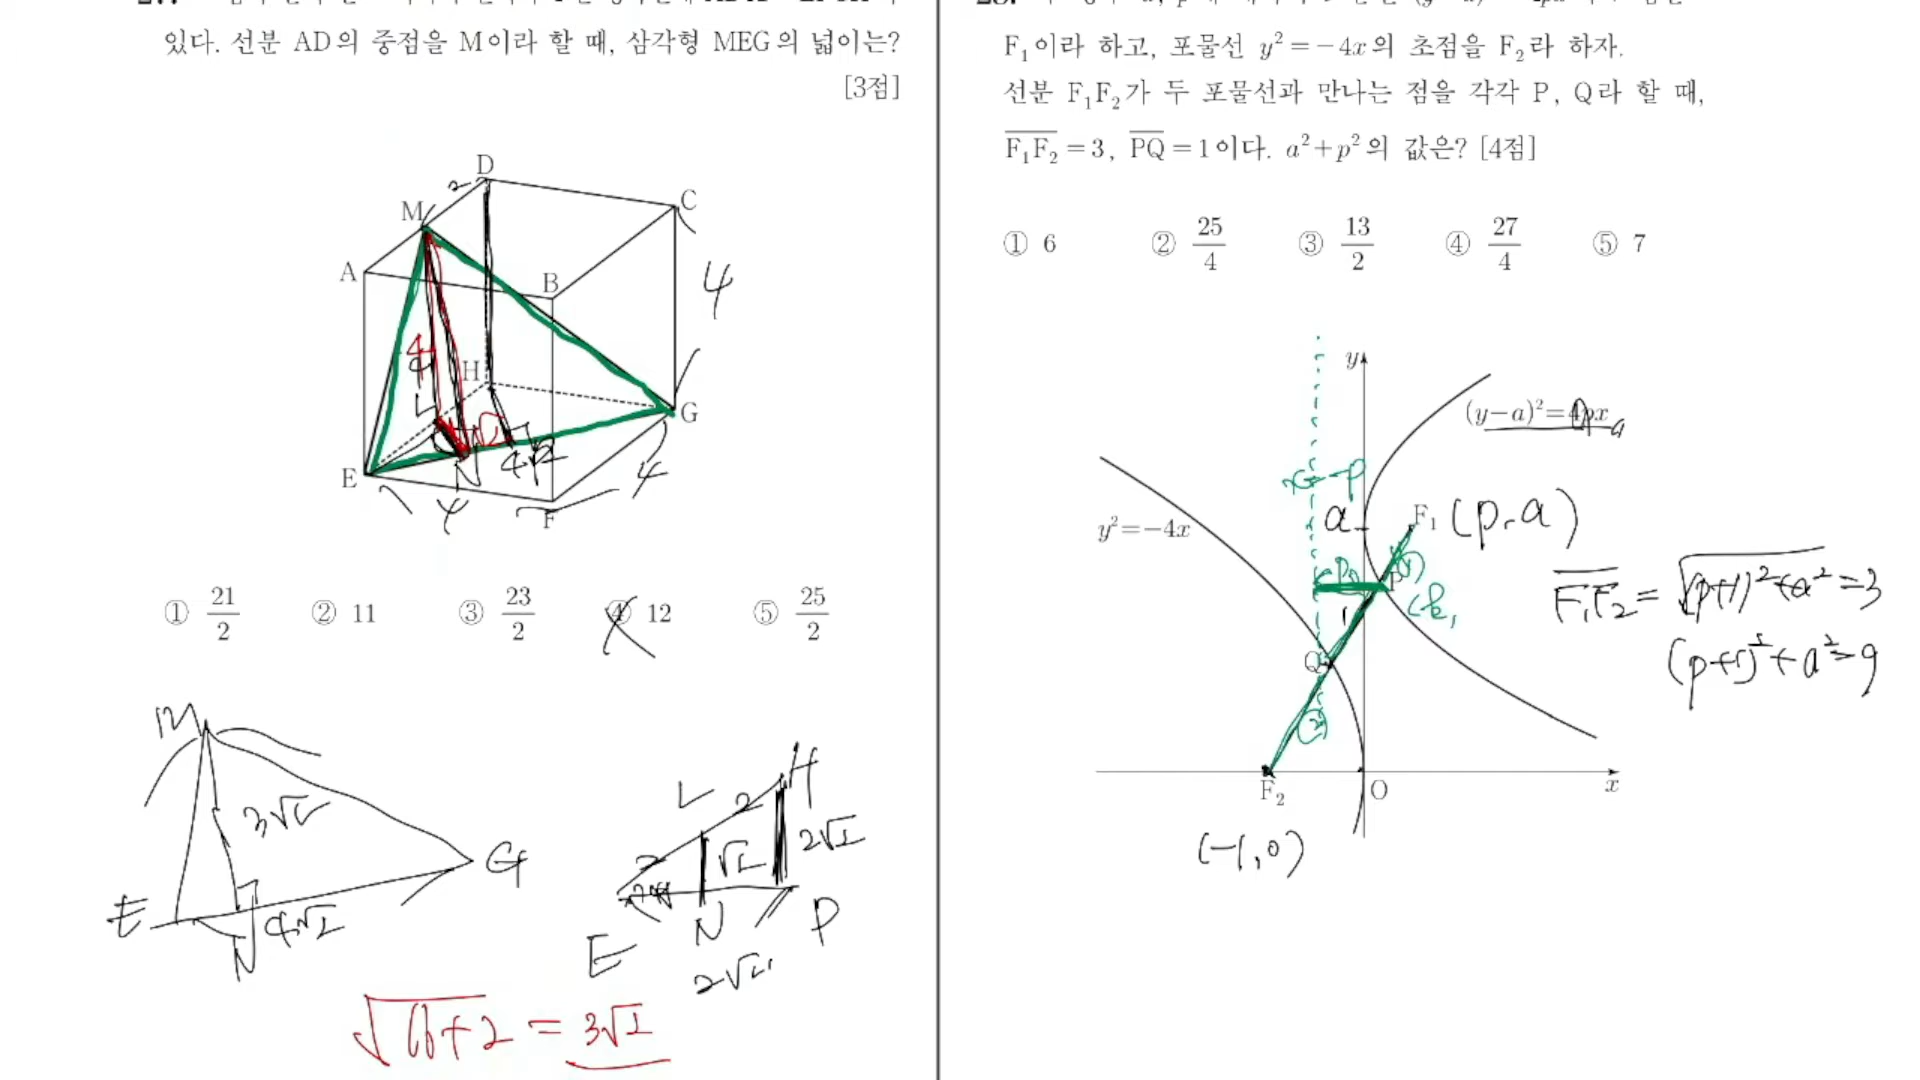 있다. 선분 AD의 중점을 M이라 할 때, 삼각형 MEG의 넓이는?
[3점]
D
C
M
A
B
H
G
E
F
4
4
4
4√2
① 21/2 ② 11 ③ 23/2 ④ 12 ⑤ 25/2
M
3√2
G
E
4√2
N
L
H
2
2
√2
2√2
N
P
E
2√2
√16+2 = 3√2
F₁이라 하고, 포물선 y²=-4x의 초점을 F₂라 하자.
선분 F₁F₂가 두 포물선과 만나는 점을 각각 P, Q라 할 때,
F₁F₂=3, PQ=1이다. a²+p²의 값은? [4점]
① 6 ② 25/4 ③ 13/2 ④ 27/4 ⑤ 7
y
(y-a)²=4px
x=-p
y²=-4x
a
F₁ (p, a)
P
1
Q
F₂
O
x
(-1,0)
F₁F₂ = √(p+1)²+a² = 3
(p+1)²+a²=9